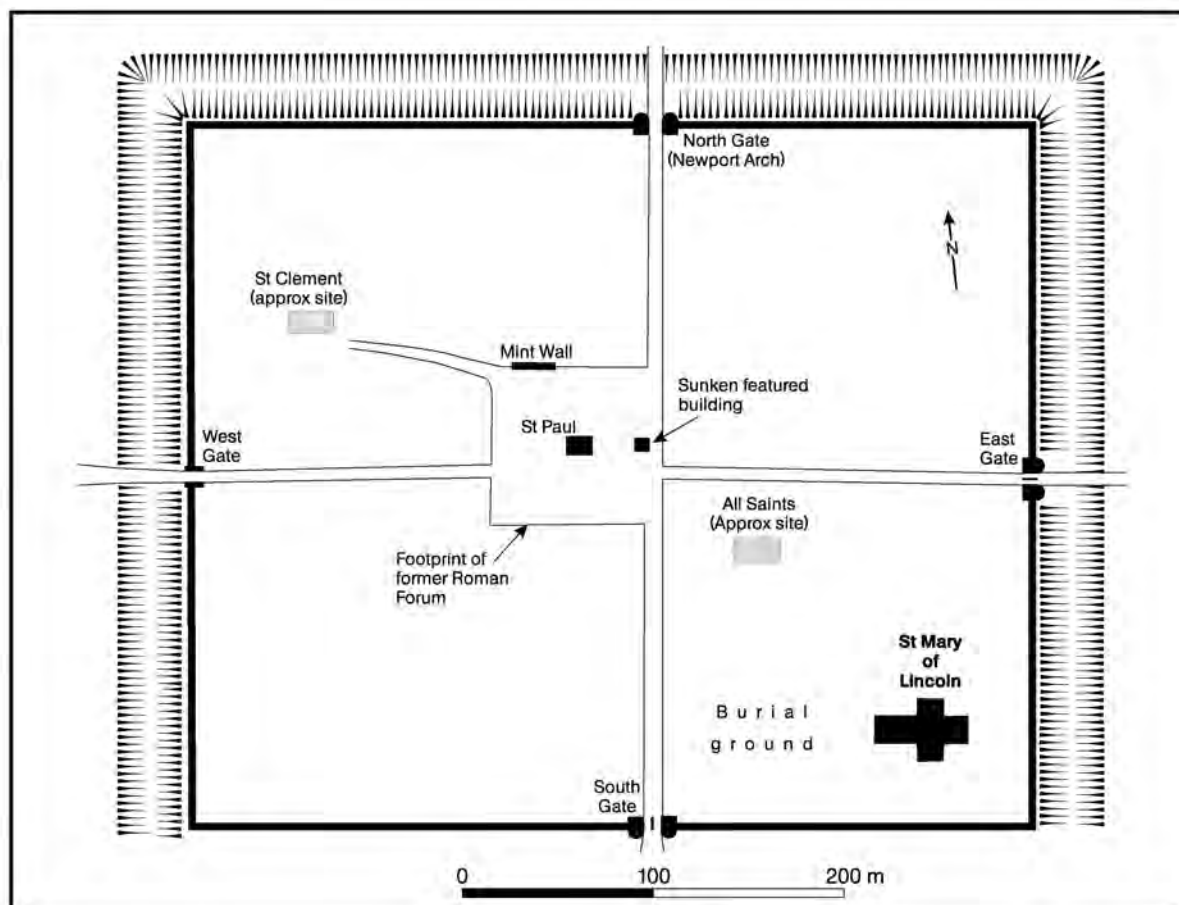 North Gate
(Newport Arch)
N
St Clement
(approx site)
Mint Wall
Sunken featured
building
St Paul
West
Gate
East
Gate
All Saints
(Approx site)
Footprint of
former Roman
Forum
St Mary
of
Lincoln
Burial
ground
South
Gate
0 100 200 m